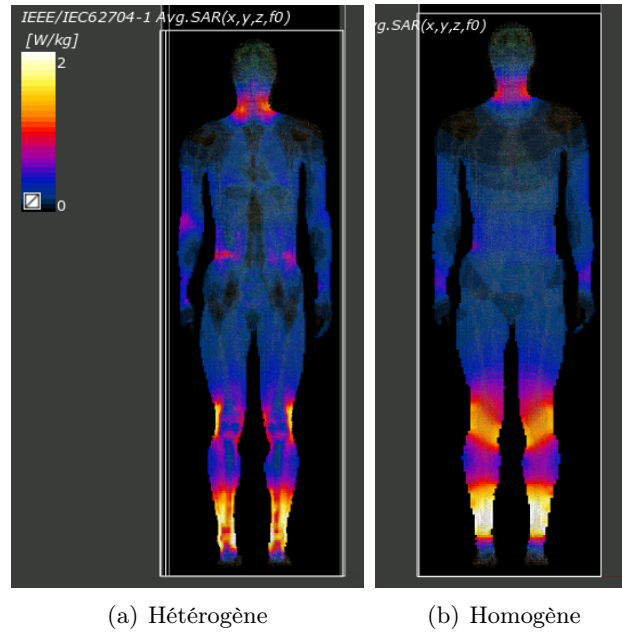 IEEE/IEC62704-1 Avg.SAR(x,y,z,f0)
[W/kg]
2
0
g.SAR(x,y,z,f0)
(a) Hétérogène
(b) Homogène